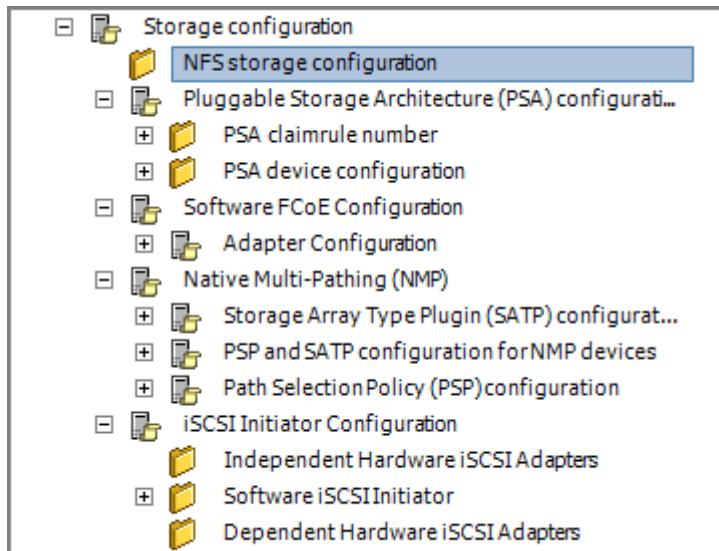 Storage configuration
NFS storage configuration
Pluggable Storage Architecture (PSA) configurati...
PSA claimrule number
PSA device configuration
Software FCoE Configuration
Adapter Configuration
Native Multi-Pathing (NMP)
Storage Array Type Plugin (SATP) configurat...
PSP and SATP configuration for NMP devices
Path Selection Policy (PSP) configuration
iSCSI Initiator Configuration
Independent Hardware iSCSI Adapters
Software iSCSI Initiator
Dependent Hardware iSCSI Adapters